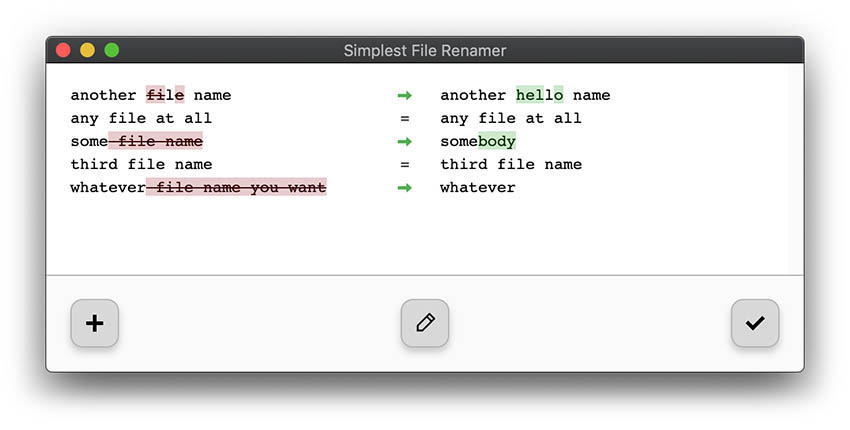 Simplest File Renamer
another file name → another hello name
any file at all = any file at all
some file name → somebody
third file name = third file name
whatever file name you want → whatever